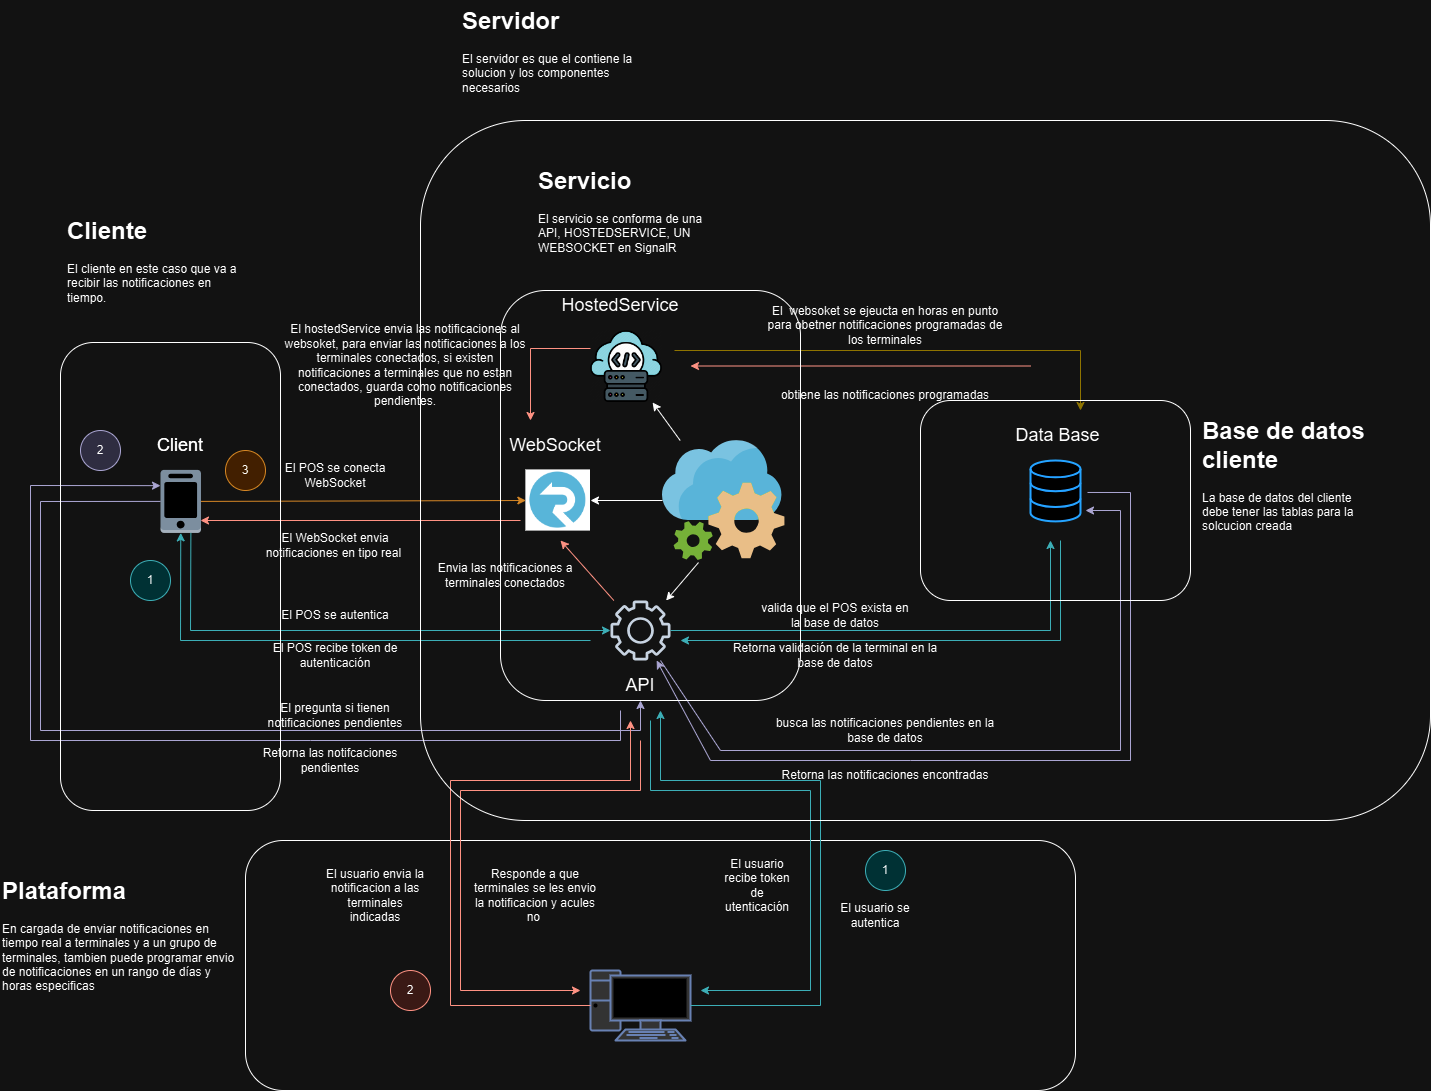 Servidor
El servidor es que el contiene la
solucion y los componentes
necesarios
Servicio
El servicio se conforma de una
API, HOSTEDSERVICE, UN
WEBSOCKET en SignalR
Cliente
El cliente en este caso que va a
recibir las notificaciones en
tiempo.
HostedService
El hostedService envia las notificaciones al
websoket, para enviar las notificaciones a los
terminales conectados, si existen
notificaciones a terminales que no estan
conectados, guarda como notificaciones
pendientes.
El  websoket se ejeucta en horas en punto
para obetner notificaciones programadas de
los terminales
obtiene las notificaciones programadas
Data Base
Base de datos
cliente
La base de datos del cliente
debe tener las tablas para la
solcucion creada
2
Client
3
El POS se conecta
WebSocket
WebSocket
El WebSocket envia
notificaciones en tipo real
Envia las notificaciones a
terminales conectados
1
El POS se autentica
El POS recibe token de
autenticación
valida que el POS exista en
la base de datos
Retorna validación de la terminal en la
base de datos
API
El pregunta si tienen
notificaciones pendientes
Retorna las notifcaciones
pendientes
busca las notificaciones pendientes en la
base de datos
Retorna las notificaciones encontradas
Plataforma
En cargada de enviar notificaciones en
tiempo real a terminales y a un grupo de
terminales, tambien puede programar envio
de notificaciones en un rango de días y
horas especificas
El usuario envia la
notificacion a las
terminales
indicadas
Responde a que
terminales se les envio
la notificacion y acules
no
El usuario
recibe token
de
utenticación
1
El usuario se
autentica
2